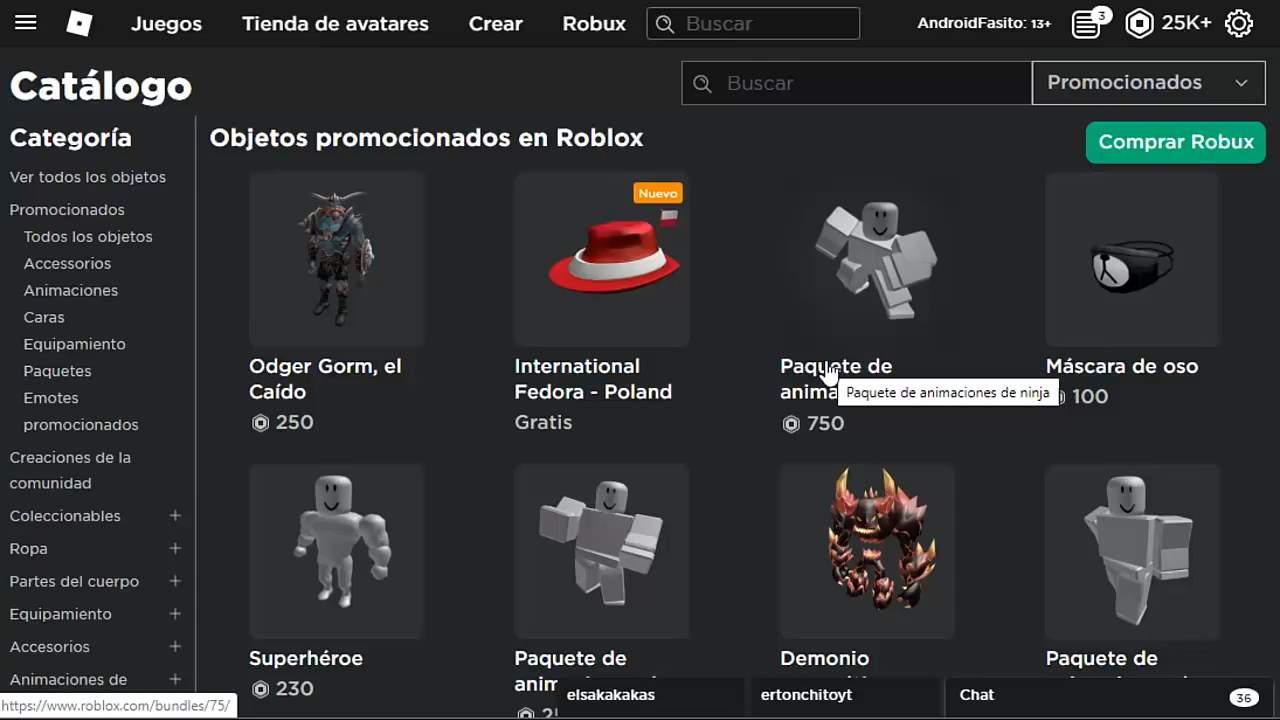 Juegos Tienda de avatares Crear Robux Buscar AndroidFasito: 13+ 3 25K+
Catálogo
Buscar Promocionados
Categoría
Ver todos los objetos
Promocionados
Todos los objetos
Accessorios
Animaciones
Caras
Equipamiento
Paquetes
Emotes
promocionados
Creaciones de la
comunidad
Coleccionables +
Ropa +
Partes del cuerpo +
Equipamiento +
Accesorios +
Animaciones de +
https://www.roblox.com/bundles/75/
Objetos promocionados en Roblox
Comprar Robux
Odger Gorm, el
Caído
250
Nuevo
International
Fedora - Poland
Gratis
Paquete de
anima
Paquete de animaciones de ninja
750
Máscara de oso
100
Superhéroe
230
Paquete de
Demonio
Paquete de
elsakakakas
ertonchitoyt
Chat 36